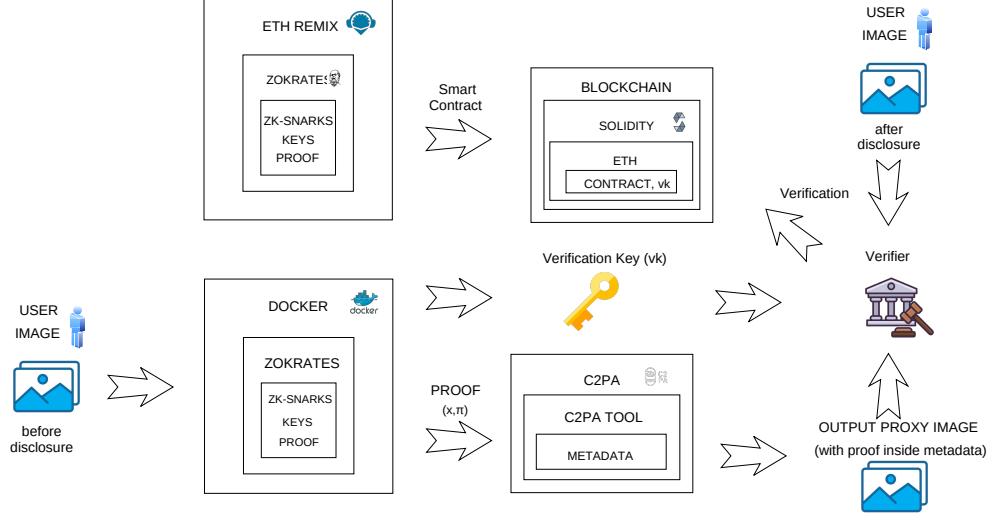 ETH REMIX
ZOKRATES
ZK-SNARKS
KEYS
PROOF
Smart
Contract
BLOCKCHAIN
SOLIDITY
ETH
CONTRACT, vk
USER
IMAGE
after
disclosure
Verification
Verifier
Verification Key (vk)
USER
IMAGE
before
disclosure
DOCKER
docker
ZOKRATES
ZK-SNARKS
KEYS
PROOF
PROOF
(x,π)
C2PA
C2
PA
C2PA TOOL
METADATA
OUTPUT PROXY IMAGE
(with proof inside metadata)